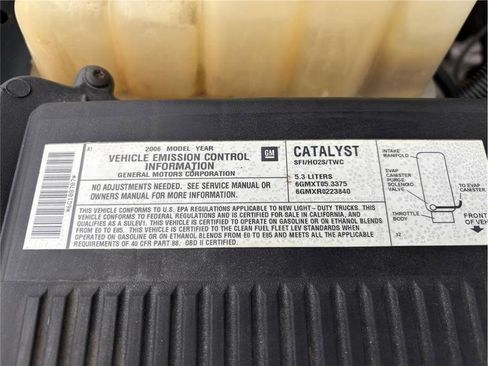 A1
2006 MODEL YEAR
VEHICLE EMISSION CONTROL
INFORMATION
GENERAL MOTORS CORPORATION
GM
CATALYST
SFI/HO2S/TWC
NO ADJUSTMENTS NEEDED. SEE SERVICE MANUAL OR
OWNERS MANUAL FOR MORE INFORMATION.
5.3 LITERS
6GMXT05.3375
6GMXR0223840
THIS VEHICLE CONFORMS TO U.S. EPA REGULATIONS APPLICABLE TO NEW LIGHT-DUTY TRUCKS. THIS
VEHICLE CONFORMS TO REGULATIONS AND IS CERTIFIED FOR SALE IN CALIFORNIA, AND
QUALIFIES AS A SULEV1. THIS VEHICLE IS CERTIFIED TO OPERATE ON GASOLINE OR ON ETHANOL BLENDS
FROM E0 TO E85. THIS VEHICLE IS CERTIFIED TO THE CLEAN FUEL FLEET LEV STANDARDS WHEN
OPERATED ON GASOLINE OR ON ETHANOL BLENDS FROM E0 TO E85 AND MEETS ALL APPLICABLE
REQUIREMENTS OF 40 CFR PART 88. OBD II CERTIFIED.
INTAKE
MANIFOLD
EVAP
CANISTER
PURGE
SOLENOID
VALVE
TO EVAP
CANISTER
THROTTLE
BODY
FRONT
OF VE